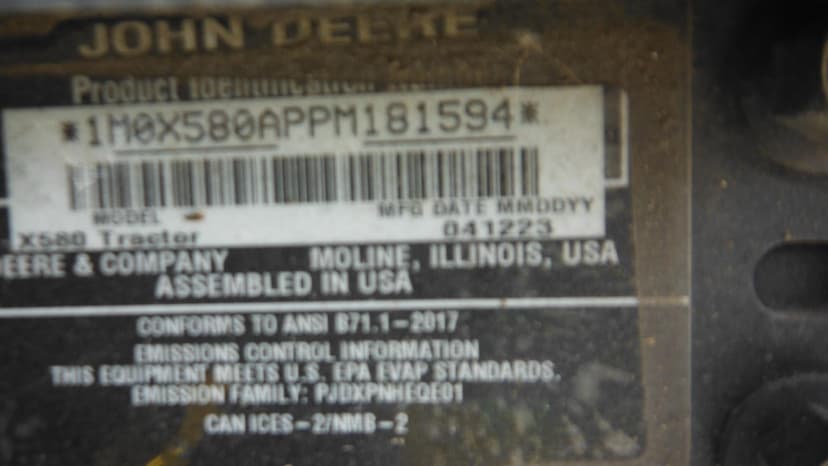 JOHN DEERE
Product Identification
*1M0X580APPM181594*
MODEL MFG DATE MMDDYY
X580 Tractor 041223
DEERE & COMPANY MOLINE, ILLINOIS, USA
ASSEMBLED IN USA
CONFORMS TO ANSI B71.1-2017
EMISSIONS CONTROL INFORMATION
THIS EQUIPMENT MEETS U.S. EPA EVAP STANDARDS.
EMISSION FAMILY: PJDXPNHEQE01
CAN ICES-2/NMB-2